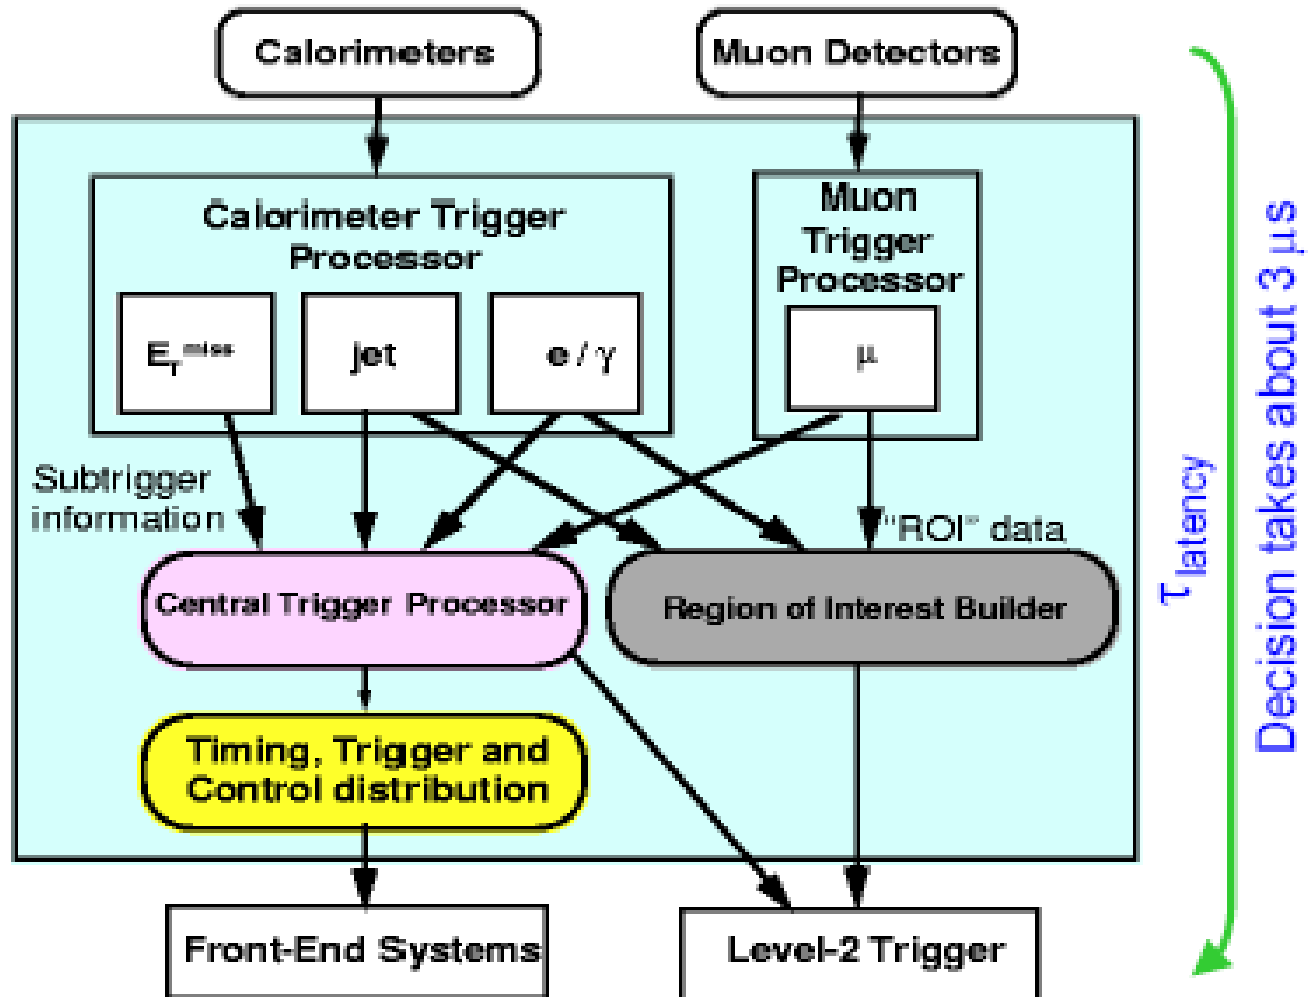 Calorimeters
Muon Detectors
Calorimeter Trigger
Processor
Muon
Trigger
Processor
E_T^miss
jet
e / γ
μ
Subtrigger
information
"ROI" data
Central Trigger Processor
Region of Interest Builder
Timing, Trigger and
Control distribution
Front-End Systems
Level-2 Trigger
τ latency
Decision takes about 3 μs